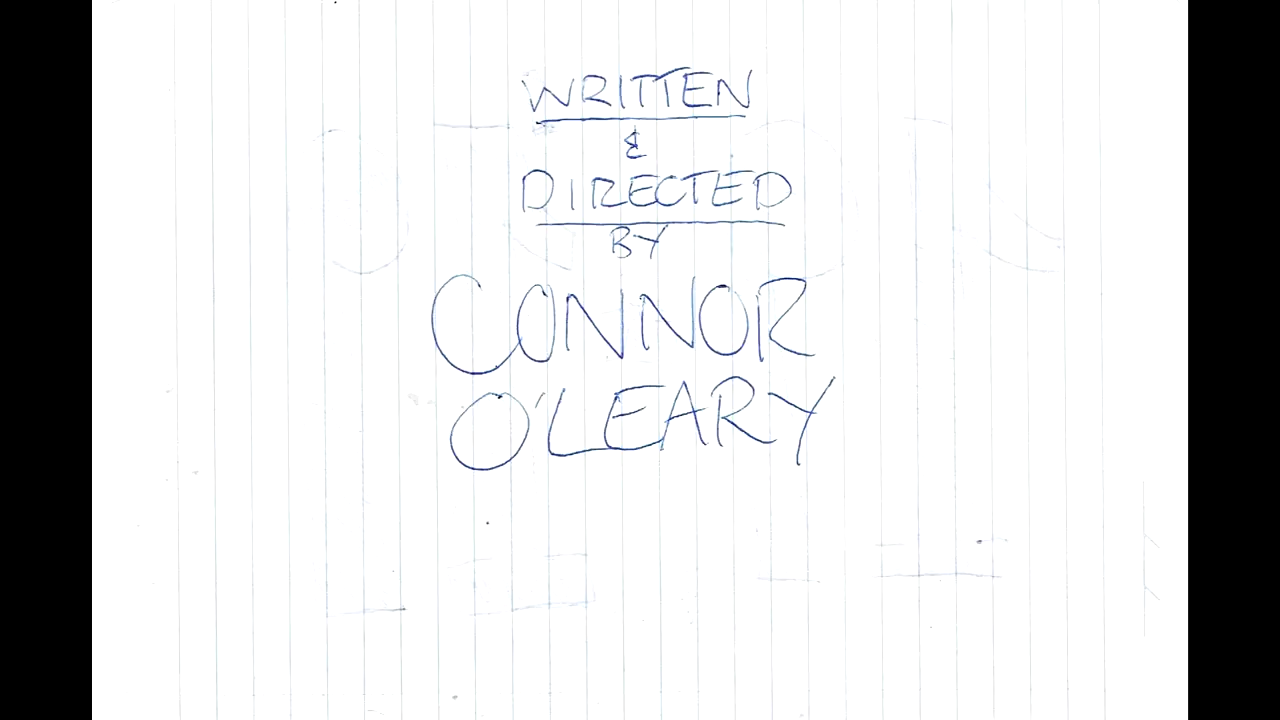 WRITTEN
&
DIRECTED
BY
CONNOR
O'LEARY